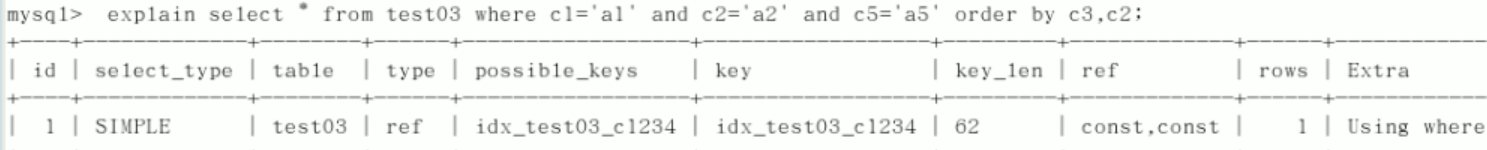 mysql> explain select * from test03 where c1='a1' and c2='a2' and c5='a5' order by c3,c2;
+----+-------------+--------+------+-------------------+-------------------+---------+-------------+------+------------
| id | select_type | table | type | possible_keys | key | key_len | ref | rows | Extra
+----+-------------+--------+------+-------------------+-------------------+---------+-------------+------+------------
| 1 | SIMPLE | test03 | ref | idx_test03_c1234 | idx_test03_c1234 | 62 | const,const | 1 | Using where